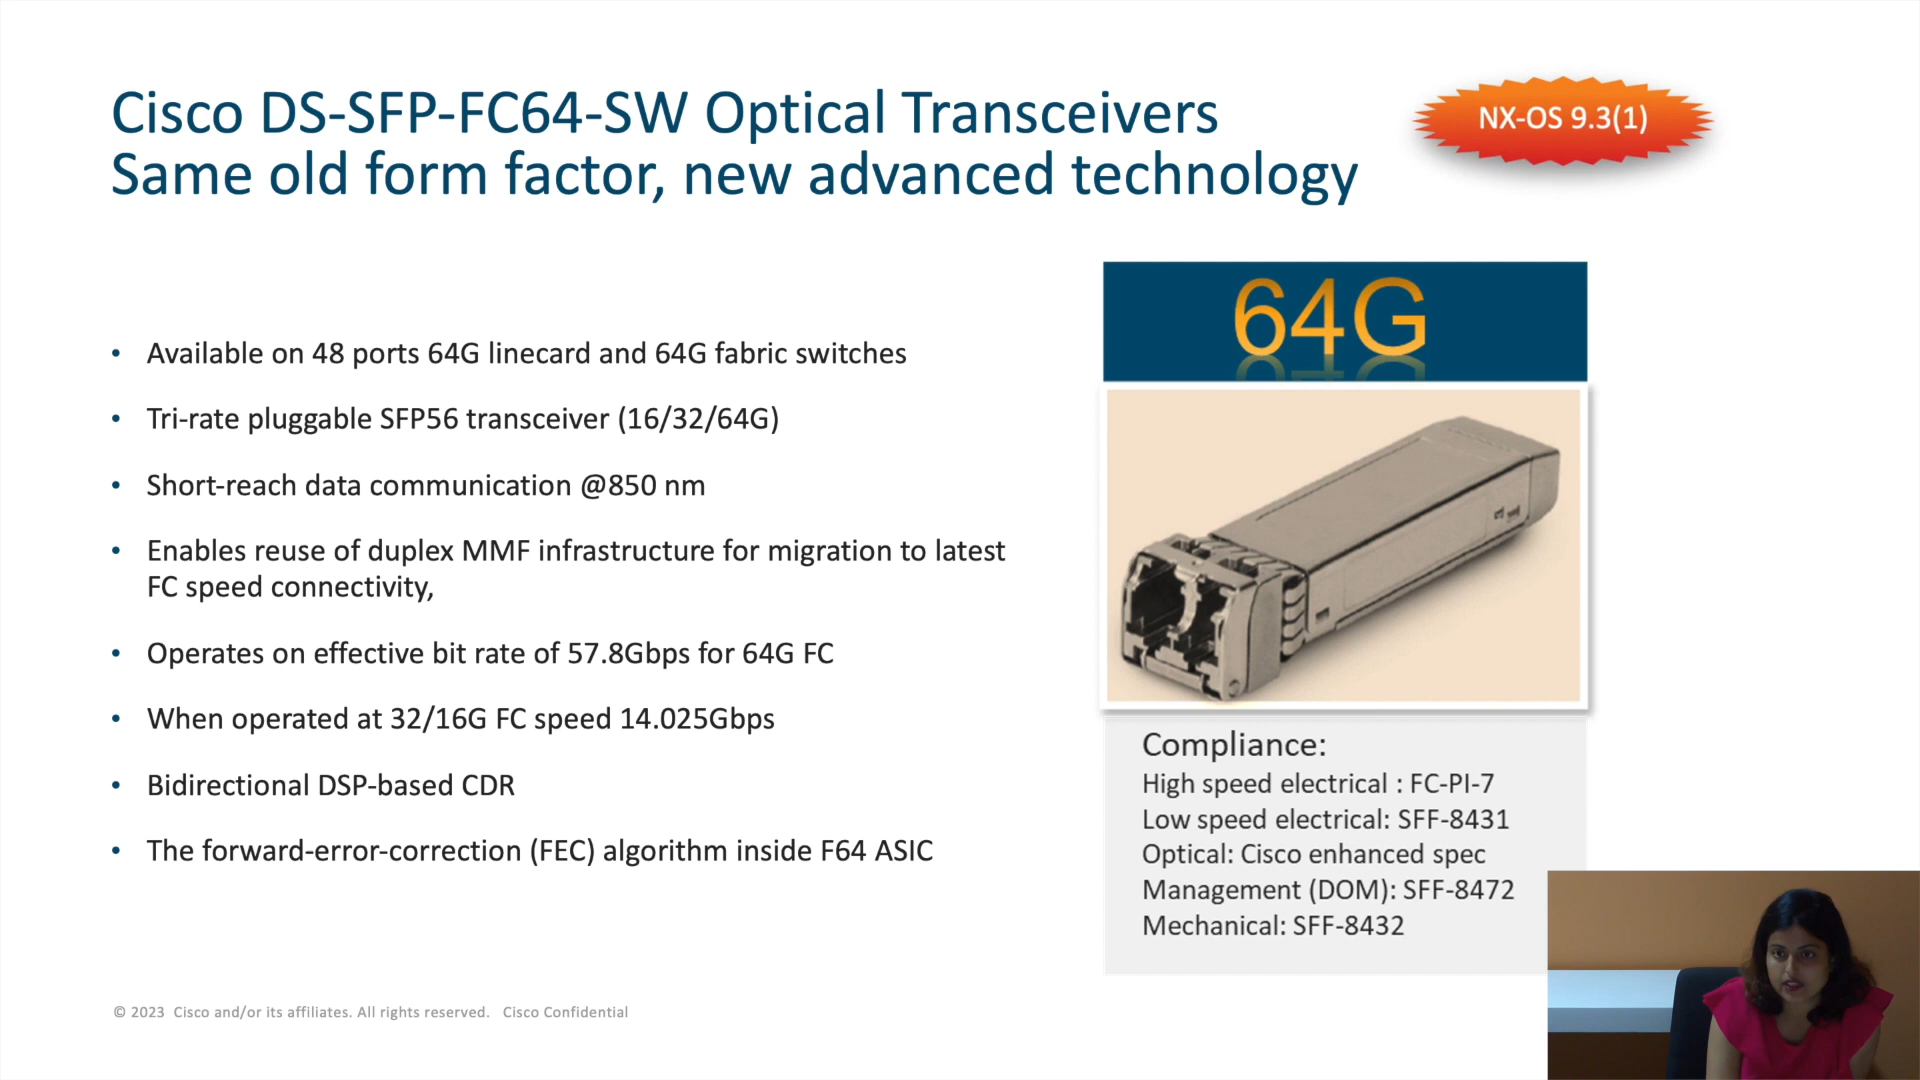 Cisco DS-SFP-FC64-SW Optical Transceivers
Same old form factor, new advanced technology
NX-OS 9.3(1)
• Available on 48 ports 64G linecard and 64G fabric switches
• Tri-rate pluggable SFP56 transceiver (16/32/64G)
• Short-reach data communication @850 nm
• Enables reuse of duplex MMF infrastructure for migration to latest
FC speed connectivity,
• Operates on effective bit rate of 57.8Gbps for 64G FC
• When operated at 32/16G FC speed 14.025Gbps
• Bidirectional DSP-based CDR
• The forward-error-correction (FEC) algorithm inside F64 ASIC
64G
Compliance:
High speed electrical : FC-PI-7
Low speed electrical: SFF-8431
Optical: Cisco enhanced spec
Management (DOM): SFF-8472
Mechanical: SFF-8432
© 2023 Cisco and/or its affiliates. All rights reserved. Cisco Confidential